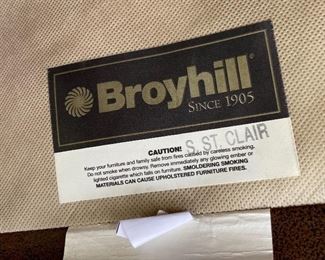 Broyhill®
SINCE 1905
CAUTION! S. ST. CLAIR
Keep your furniture and family safe from fires caused by careless smoking.
Do not smoke when drowsy. Remove immediately any glowing ember or
lighted cigarette which falls on furniture. SMOLDERING SMOKING
MATERIALS CAN CAUSE UPHOLSTERED FURNITURE FIRES.